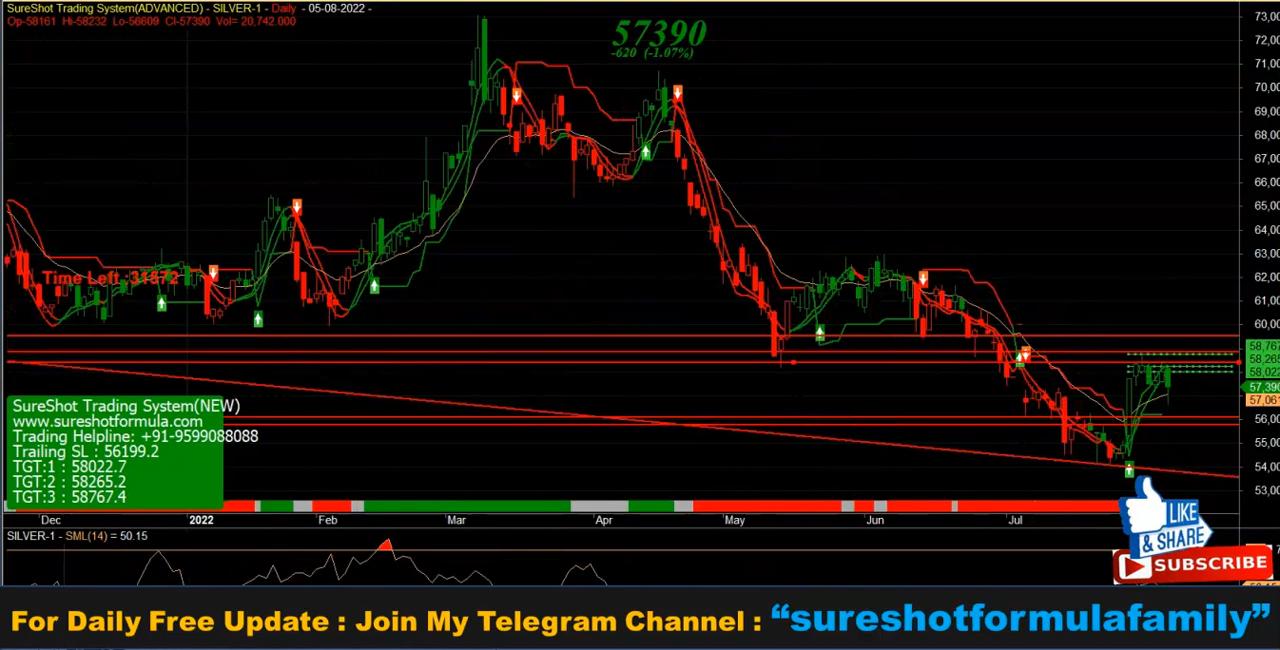 SureShot Trading System(ADVANCED) - SILVER-1 - Daily - 05-08-2022 -
Op-58161 Hi-58232 Lo-56609 Cl-57390 Vol= 20,742.000
57390
-620 (-1.07%)
73,00
72,00
71,00
70,00
69,00
68,00
67,00
66,00
65,00
64,00
63,00
62,00
61,00
60,00
58,767
58,265
58,022
57,390
57,061
56,00
55,00
54,00
53,00
Time Left :31872
SureShot Trading System(NEW)
www.sureshotformula.com
Trading Helpline: +91-9599088088
Trailing SL : 56199.2
TGT:1 : 58022.7
TGT:2 : 58265.2
TGT:3 : 58767.4
Dec 2022 Feb Mar Apr May Jun Jul
SILVER-1 - SML(14) = 50.15
LIKE
& SHARE
SUBSCRIBE
For Daily Free Update : Join My Telegram Channel : “sureshotformulafamily”